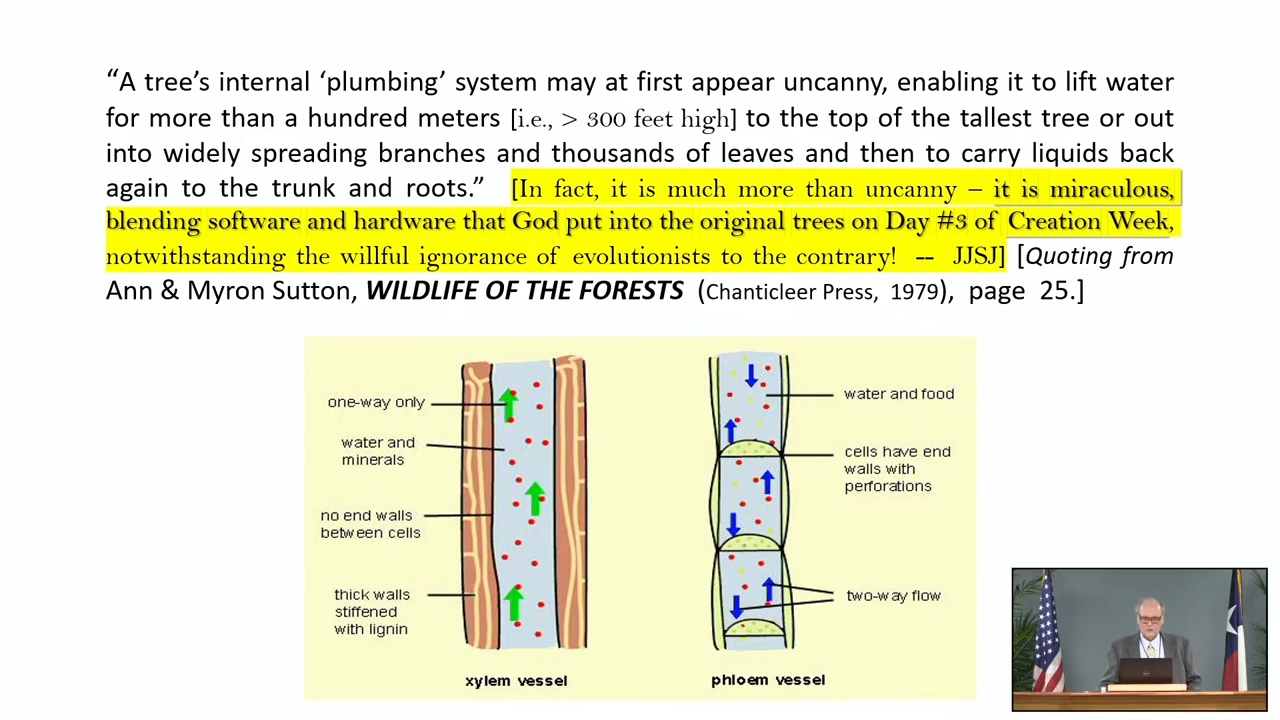 “A tree’s internal ‘plumbing’ system may at first appear uncanny, enabling it to lift water
for more than a hundred meters [i.e., > 300 feet high] to the top of the tallest tree or out
into widely spreading branches and thousands of leaves and then to carry liquids back
again to the trunk and roots.” [In fact, it is much more than uncanny – it is miraculous,
blending software and hardware that God put into the original trees on Day #3 of Creation Week,
notwithstanding the willful ignorance of evolutionists to the contrary! -- JJSJ] [Quoting from
Ann & Myron Sutton, WILDLIFE OF THE FORESTS (Chanticleer Press, 1979), page 25.]
one-way only
water and
minerals
no end walls
between cells
thick walls
stiffened
with lignin
xylem vessel
water and food
cells have end
walls with
perforations
two-way flow
phloem vessel